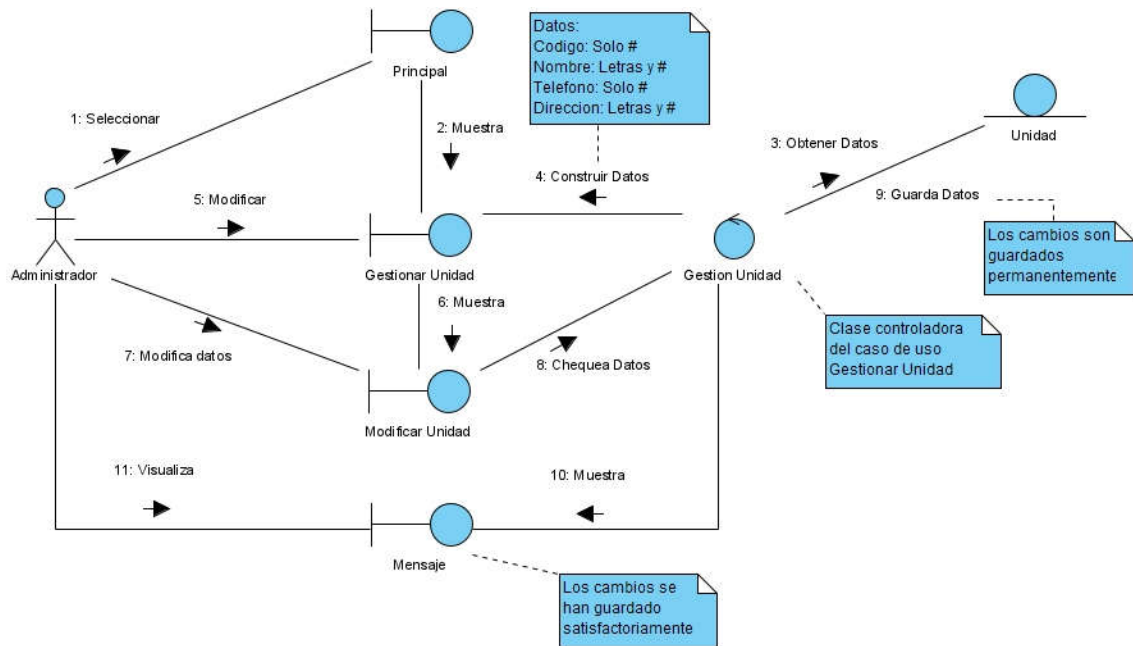 Principal
1: Seleccionar
2: Muestra
Datos:
Codigo: Solo #
Nombre: Letras y #
Telefono: Solo #
Direccion: Letras y #
Unidad
3: Obtener Datos
4: Construir Datos
5: Modificar
9: Guarda Datos
Los cambios son
guardados
permanentemente
Administrador
Gestionar Unidad
Gestion Unidad
6: Muestra
7: Modifica datos
8: Chequea Datos
Clase controladora
del caso de uso
Gestionar Unidad
Modificar Unidad
11: Visualiza
10: Muestra
Mensaje
Los cambios se
han guardado
satisfactoriamente